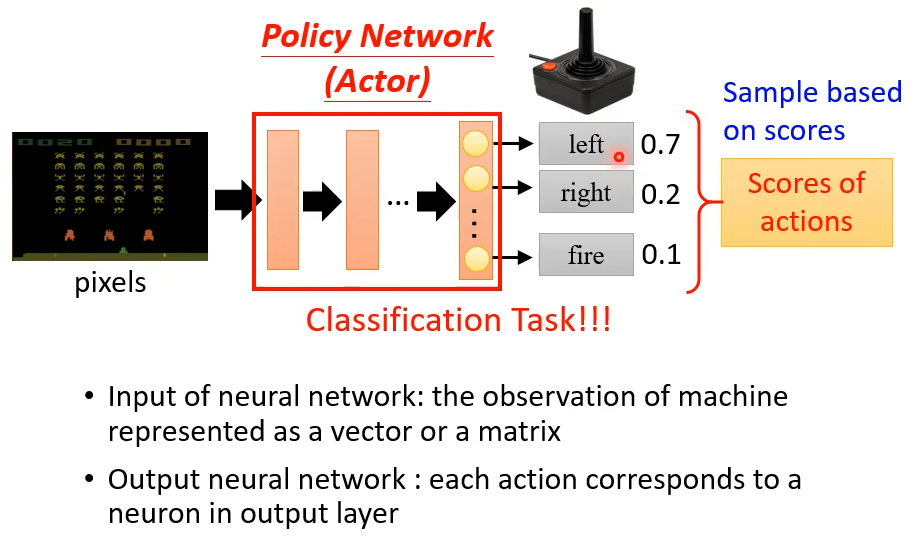 Policy Network
(Actor)
Sample based
on scores
left 0.7
right 0.2
fire 0.1
...
Scores of
actions
pixels
Classification Task!!!
• Input of neural network: the observation of machine
represented as a vector or a matrix
• Output neural network : each action corresponds to a
neuron in output layer